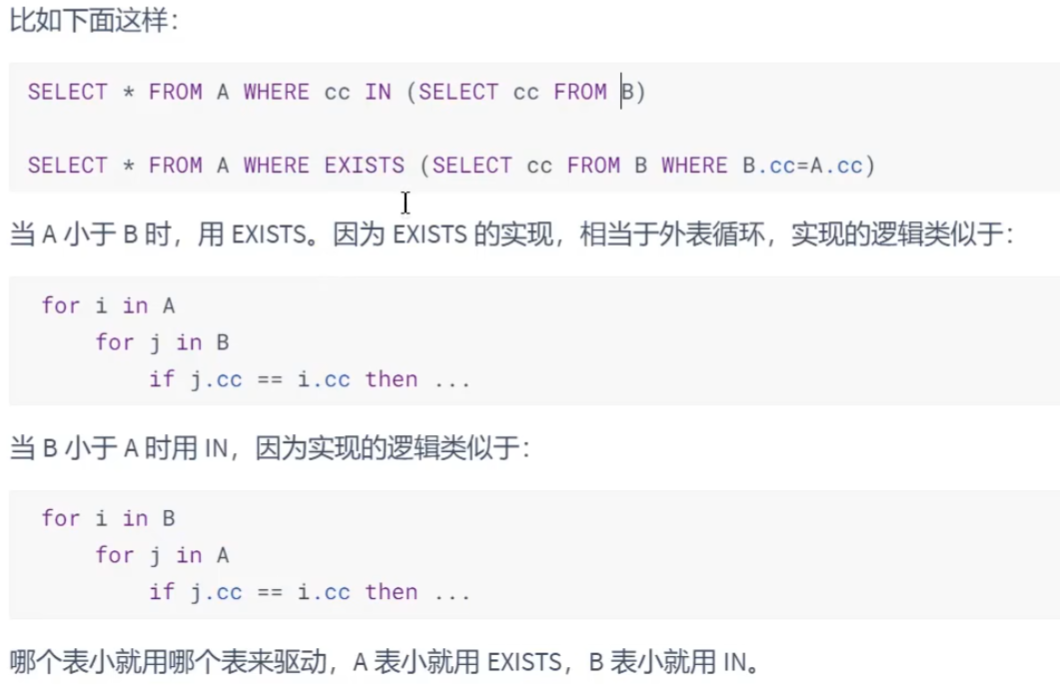 比如下面这样：
SELECT * FROM A WHERE cc IN (SELECT cc FROM B)
SELECT * FROM A WHERE EXISTS (SELECT cc FROM B WHERE B.cc=A.cc)
当 A 小于 B 时，用 EXISTS。因为 EXISTS 的实现，相当于外表循环，实现的逻辑类似于：
for i in A
for j in B
if j.cc == i.cc then ...
当 B 小于 A 时用 IN，因为实现的逻辑类似于：
for i in B
for j in A
if j.cc == i.cc then ...
哪个表小就用哪个表来驱动，A 表小就用 EXISTS，B 表小就用 IN。